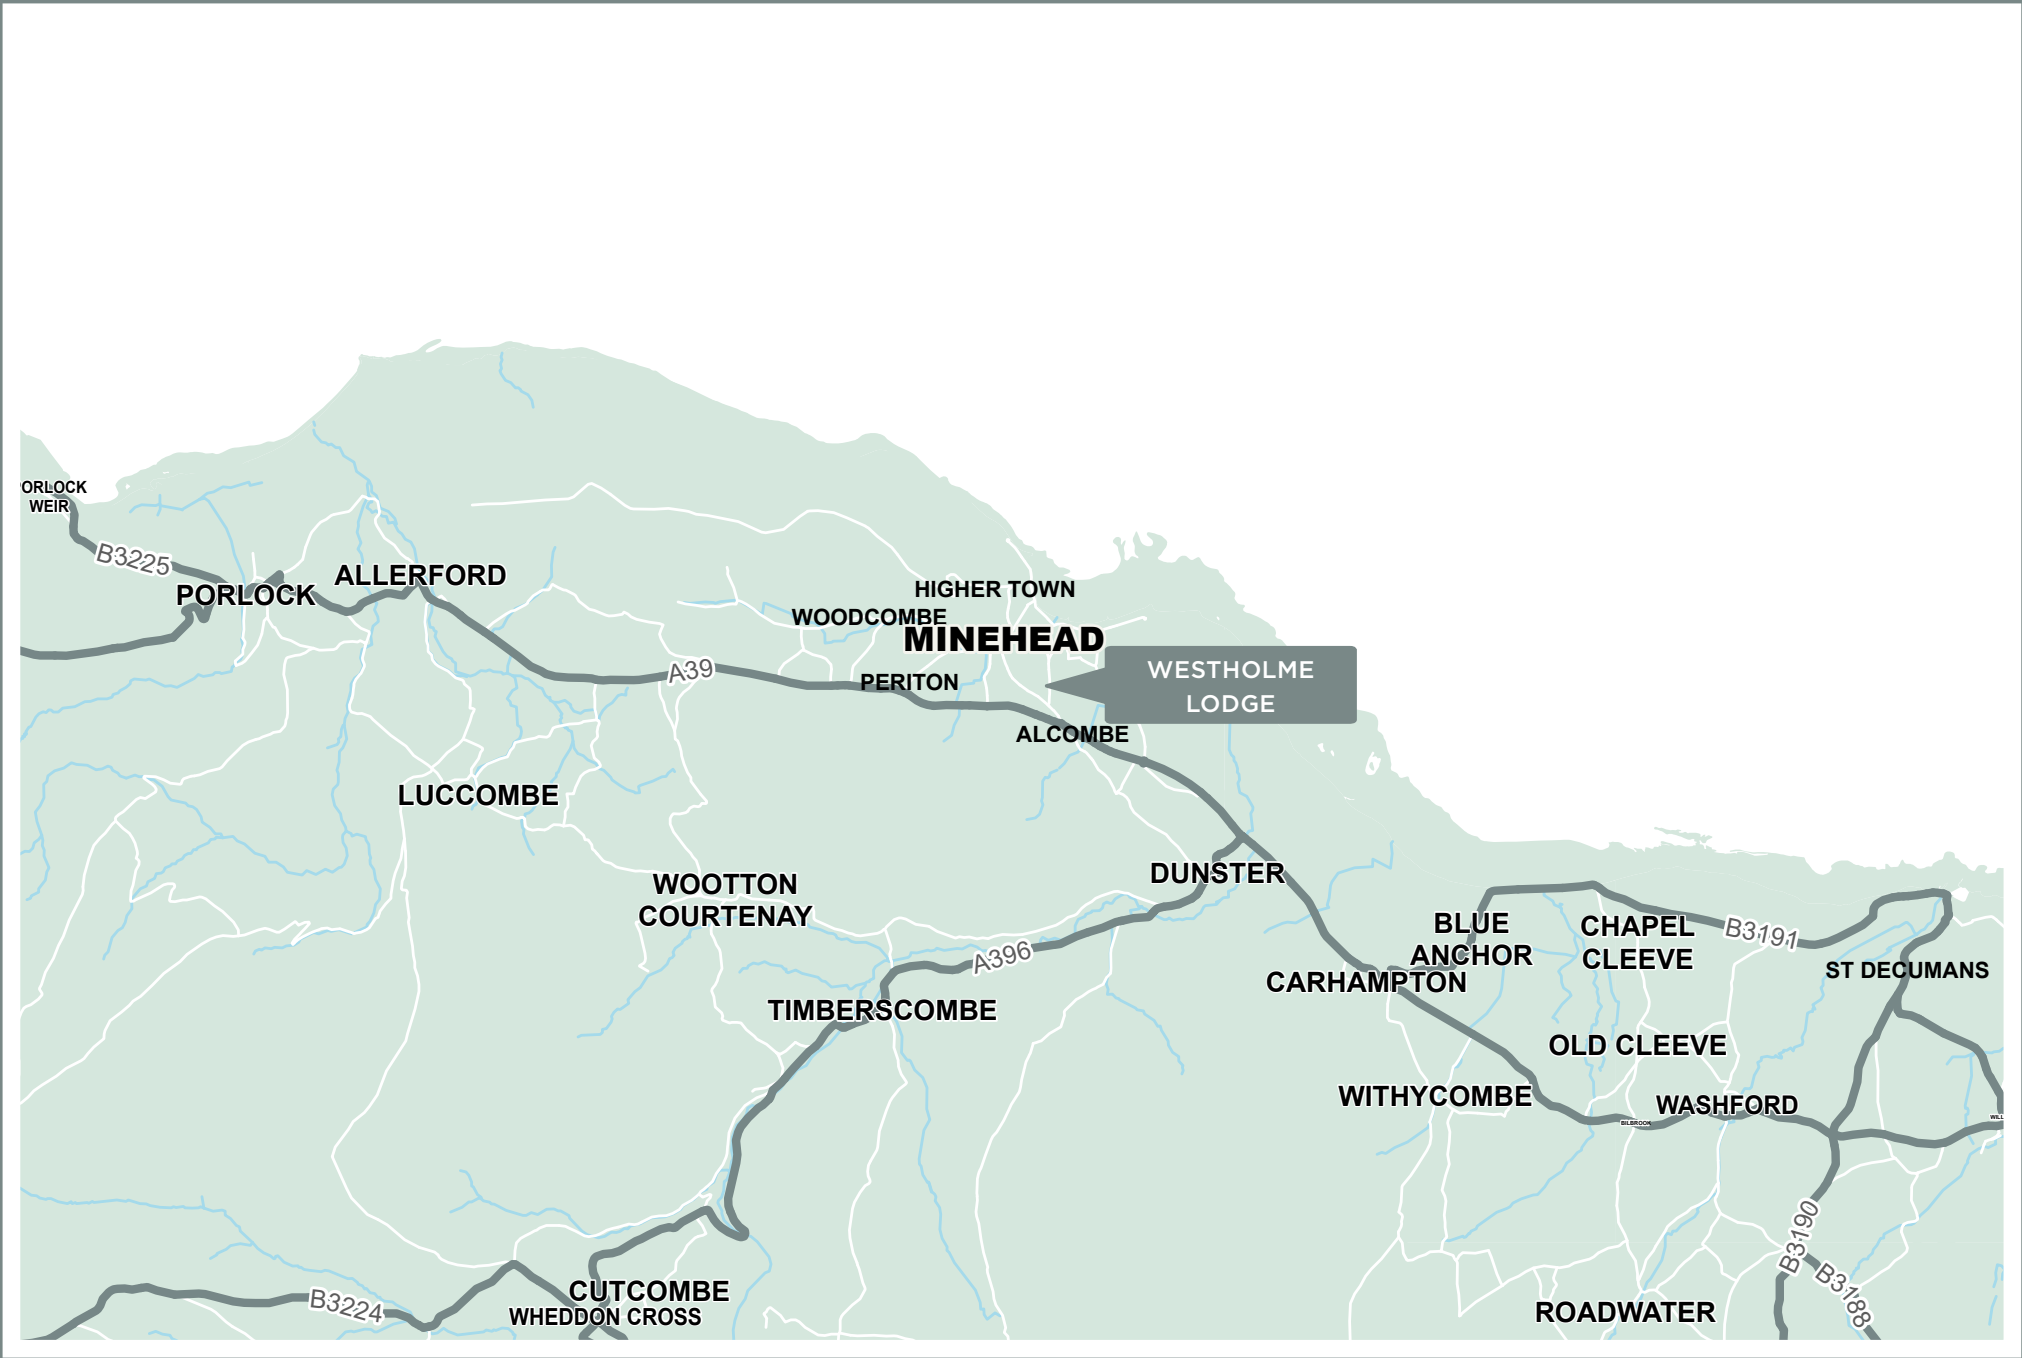 ORLOCK
WEIR
B3225
PORLOCK
ALLERFORD
HIGHER TOWN
WOODCOMBE
MINEHEAD
A39
PERITON
WESTHOLME
LODGE
ALCOMBE
LUCCOMBE
WOOTTON
COURTENAY
DUNSTER
A396
TIMBERSCOMBE
BLUE
ANCHOR
CARHAMPTON
CHAPEL
CLEEVE
B3191
ST DECUMANS
OLD CLEEVE
WITHYCOMBE
WASHFORD
BILBROOK
WILL
B3190
B3188
B3224
CUTCOMBE
WHEDDON CROSS
ROADWATER